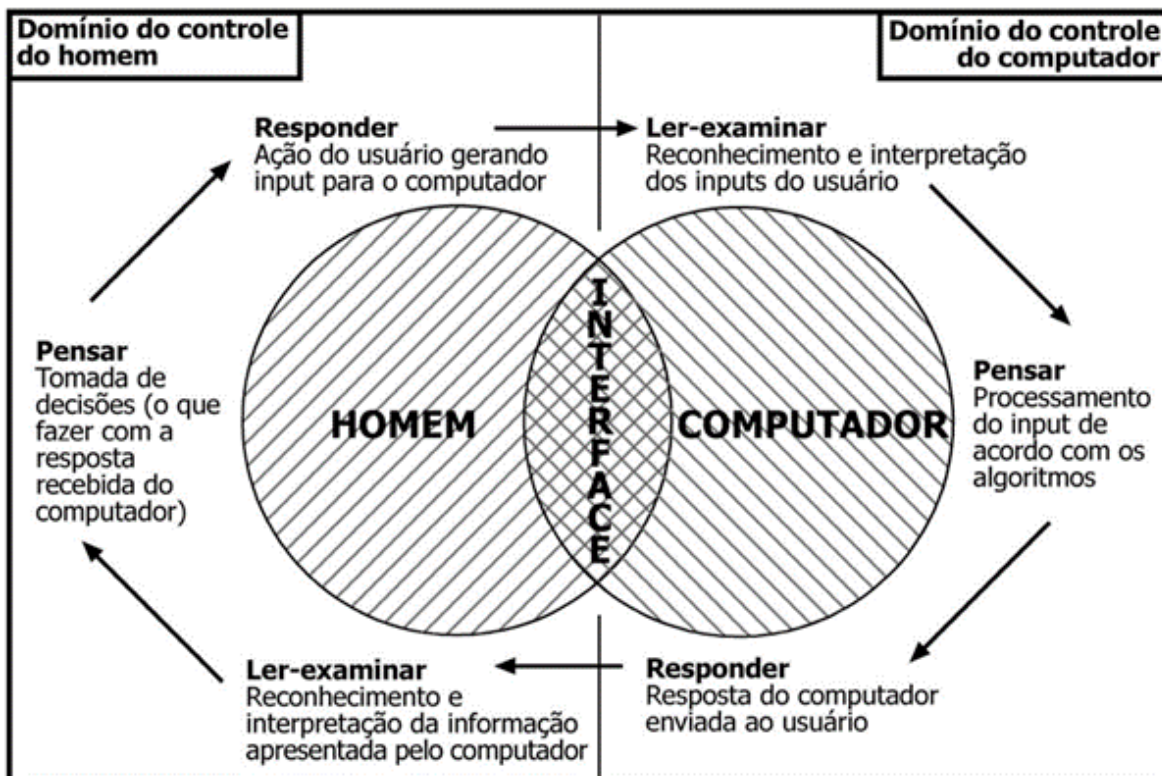 Domínio do controle
do homem
Domínio do controle
do computador
Responder
Ação do usuário gerando
input para o computador
Ler-examinar
Reconhecimento e interpretação
dos inputs do usuário
Pensar
Tomada de
decisões (o que
fazer com a
resposta
recebida do
computador)
HOMEM
INTERFACE
COMPUTADOR
Pensar
Processamento
do input de
acordo com os
algoritmos
Ler-examinar
Reconhecimento e
interpretação da informação
apresentada pelo computador
Responder
Resposta do computador
enviada ao usuário